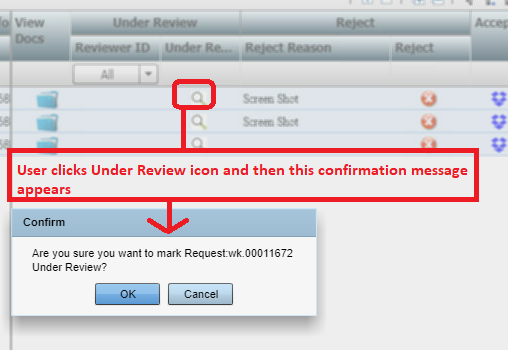 fo View Docs Under Review Reject Accep
Reviewer ID Under Re... Reject Reason Reject
All
58 Screen Shot
58 Screen Shot
58
User clicks Under Review icon and then this confirmation message
appears
Confirm
Are you sure you want to mark Request:wk.00011672
Under Review?
OK Cancel